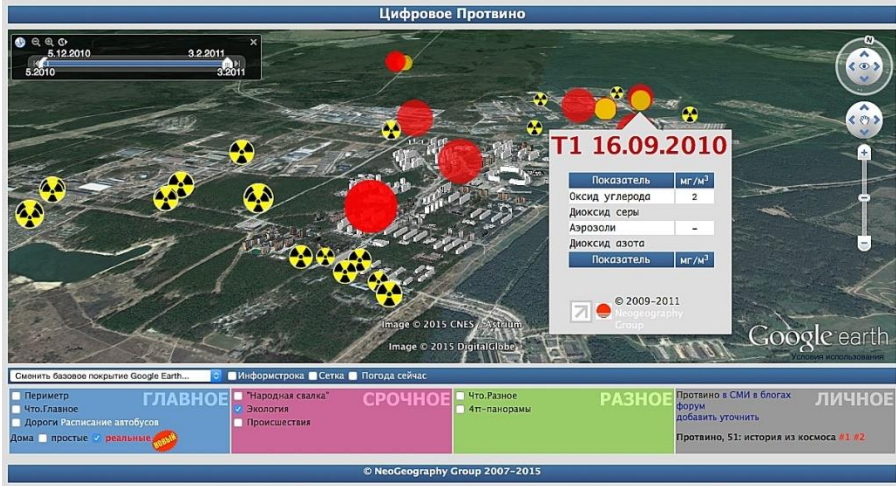 Цифровое Протвино
5.12.2010 3.2.2011
5.2010 3.2011
N
T1 16.09.2010
Показатель мг/м³
Оксид углерода 2
Диоксид серы
Аэрозоли –
Диоксид азота
Показатель мг/м³
© 2009-2011
Neogeography
Group
Image © 2015 CNES / Astrium
Image © 2015 DigitalGlobe
Google earth
Условия использования
Сменить базовое покрытие Google Earth... Информстрока Сетка Погода сейчас
ГЛАВНОЕ
Периметр
Что.Главное
Дороги Расписание автобусов
Дома простые реальные новый
СРОЧНОЕ
"Народная свалка"
Экология
Происшествия
РАЗНОЕ
Что.Разное
4π-панорамы
ЛИЧНОЕ
Протвино в СМИ в блогах
форум
добавить уточнить
Протвино, 51: история из космоса #1 #2
© NeoGeography Group 2007-2015